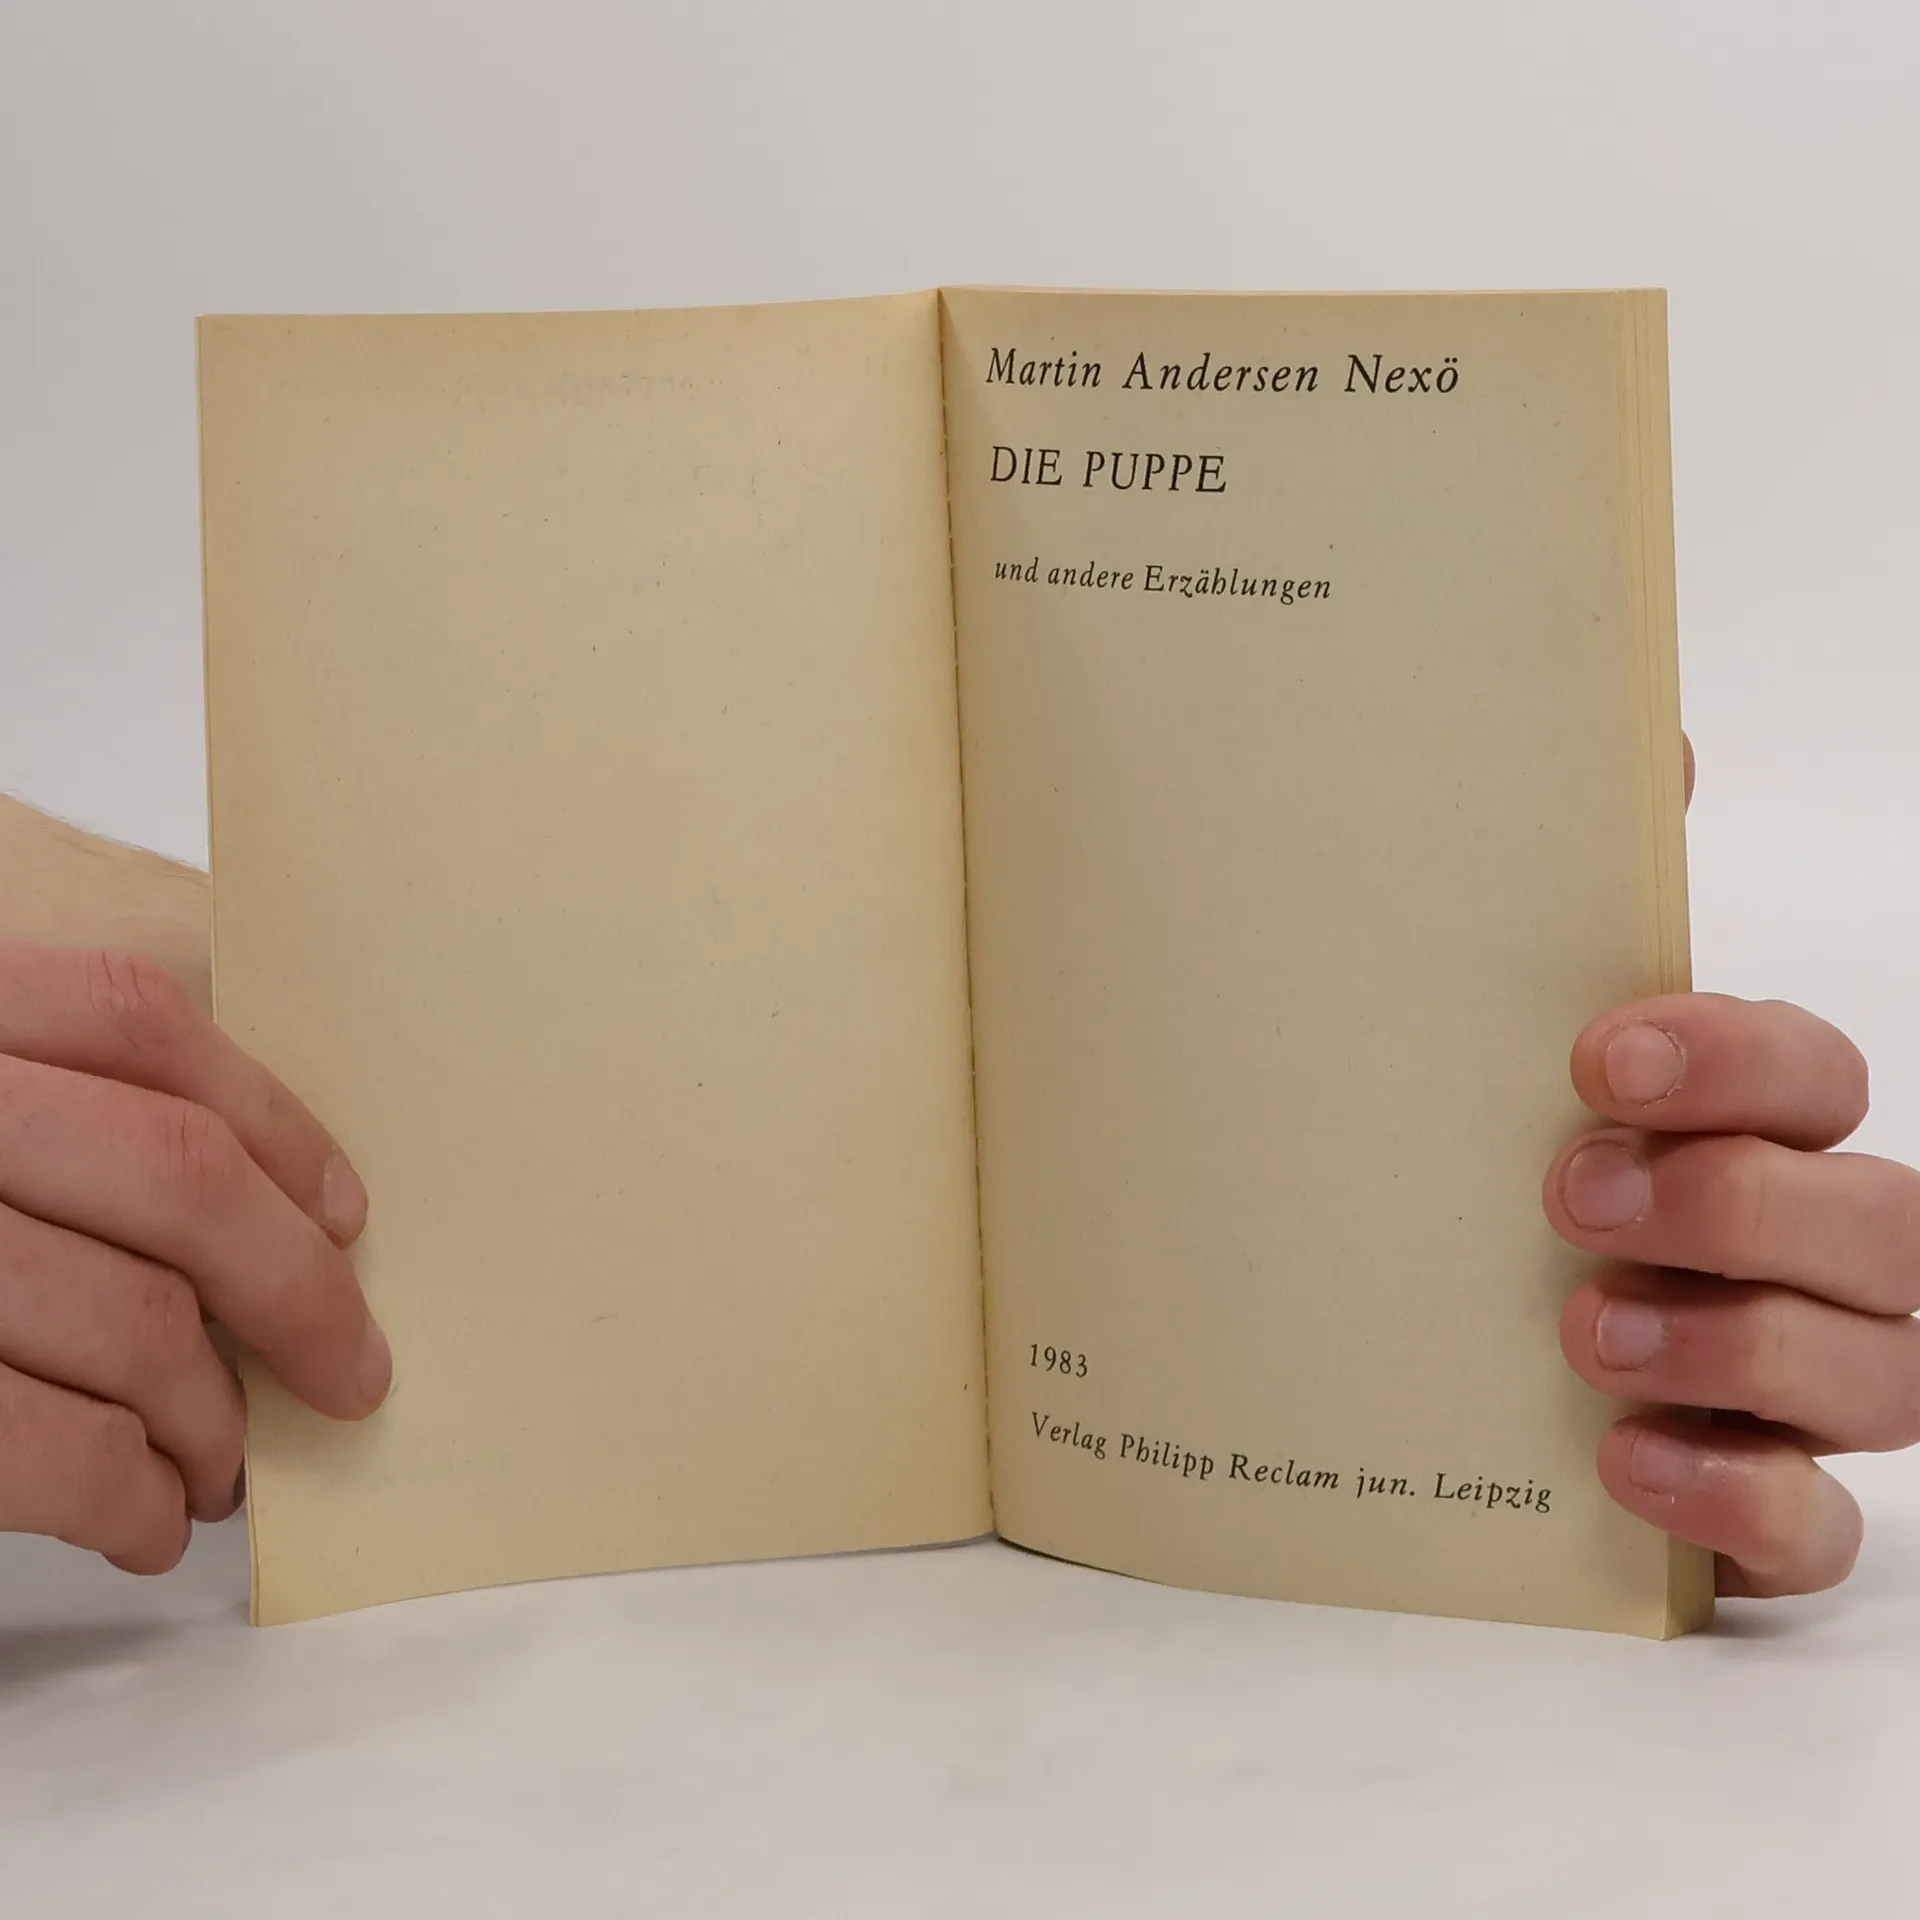 Martin Andersen Nexö
DIE PUPPE
und andere Erzählungen
1983
Verlag Philipp Reclam jun. Leipzig